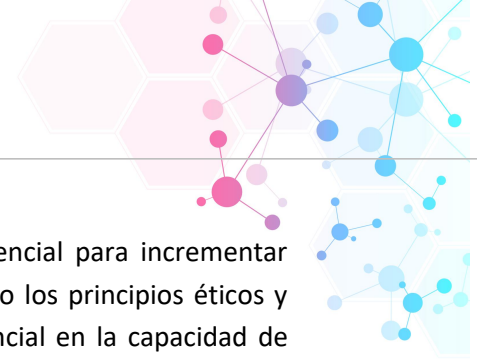 encial para incrementar
o los principios éticos y
ncial en la capacidad de